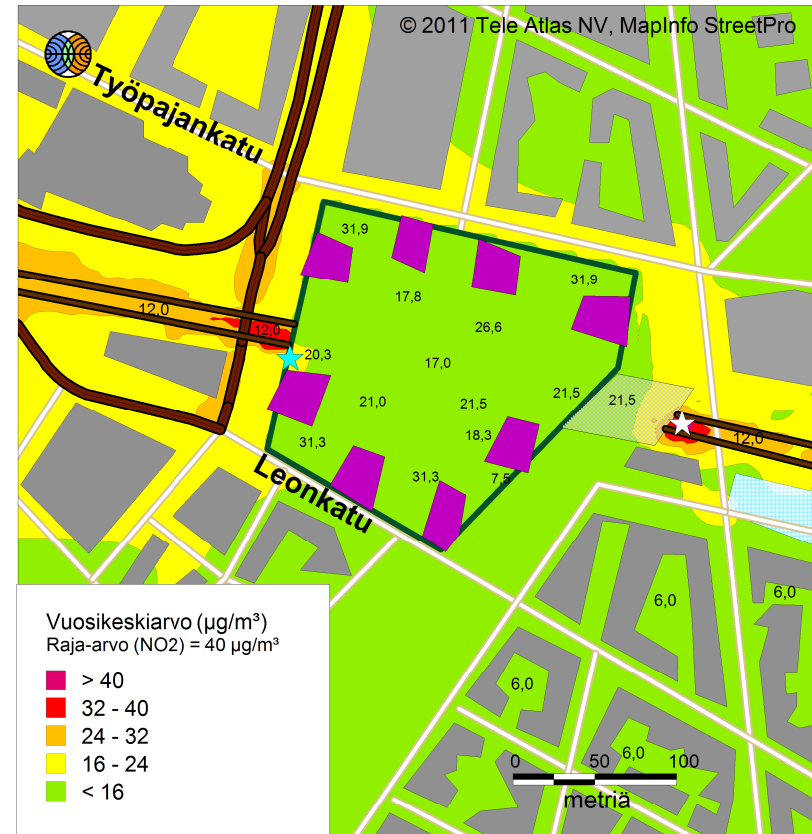 © 2011 Tele Atlas NV, MapInfo StreetPro
Työpajankatu
31,9
31,9
17,8
12,0
12,0
26,6
20,3
17,0
21,0
21,5
21,5
21,5
18,3
12,0
31,3
31,3
7,5
Leonkatu
6,0
6,0
6,0
6,0
Vuosikeskiarvo (µg/m³)
Raja-arvo (NO2) = 40 µg/m³
> 40
32 - 40
24 - 32
16 - 24
< 16
0 50 100
metriä